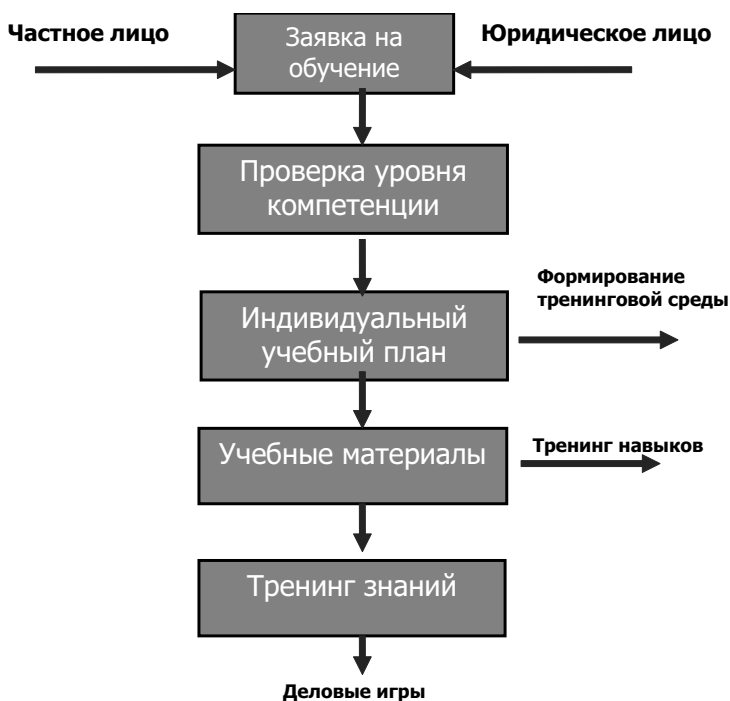 Частное лицо
Заявка на
обучение
Юридическое лицо
Проверка уровня
компетенции
Индивидуальный
учебный план
Формирование
тренинговой среды
Учебные материалы
Тренинг навыков
Тренинг знаний
Деловые игры